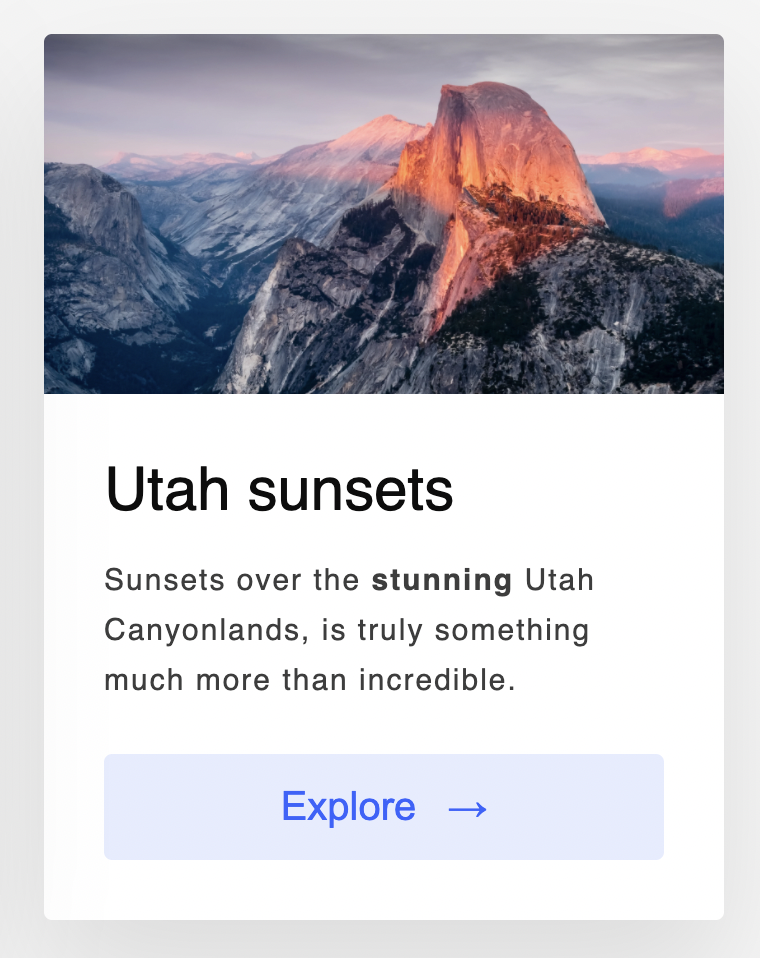 Utah sunsets
Sunsets over the stunning Utah
Canyonlands, is truly something
much more than incredible.
Explore →